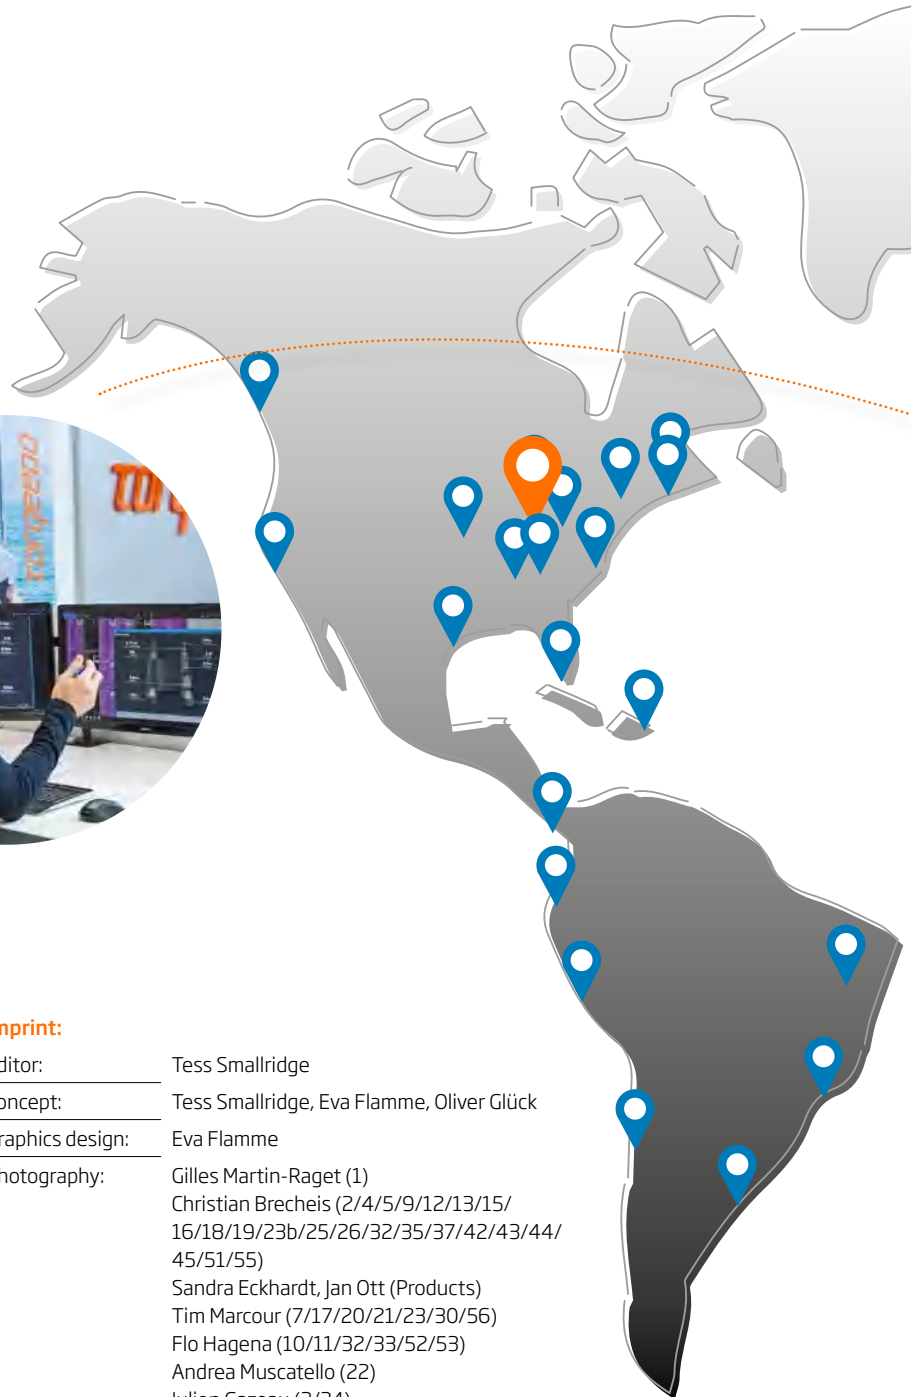 TORQEEDO
mprint:
ditor: Tess Smallridge
oncept: Tess Smallridge, Eva Flamme, Oliver Glück
raphics design: Eva Flamme
hotography: Gilles Martin-Raget (1)
Christian Brecheis (2/4/5/9/12/13/15/
16/18/19/23b/25/26/32/35/37/42/43/44/
45/51/55)
Sandra Eckhardt, Jan Ott (Products)
Tim Marcour (7/17/20/21/23/30/56)
Flo Hagena (10/11/32/33/52/53)
Andrea Muscatello (22)